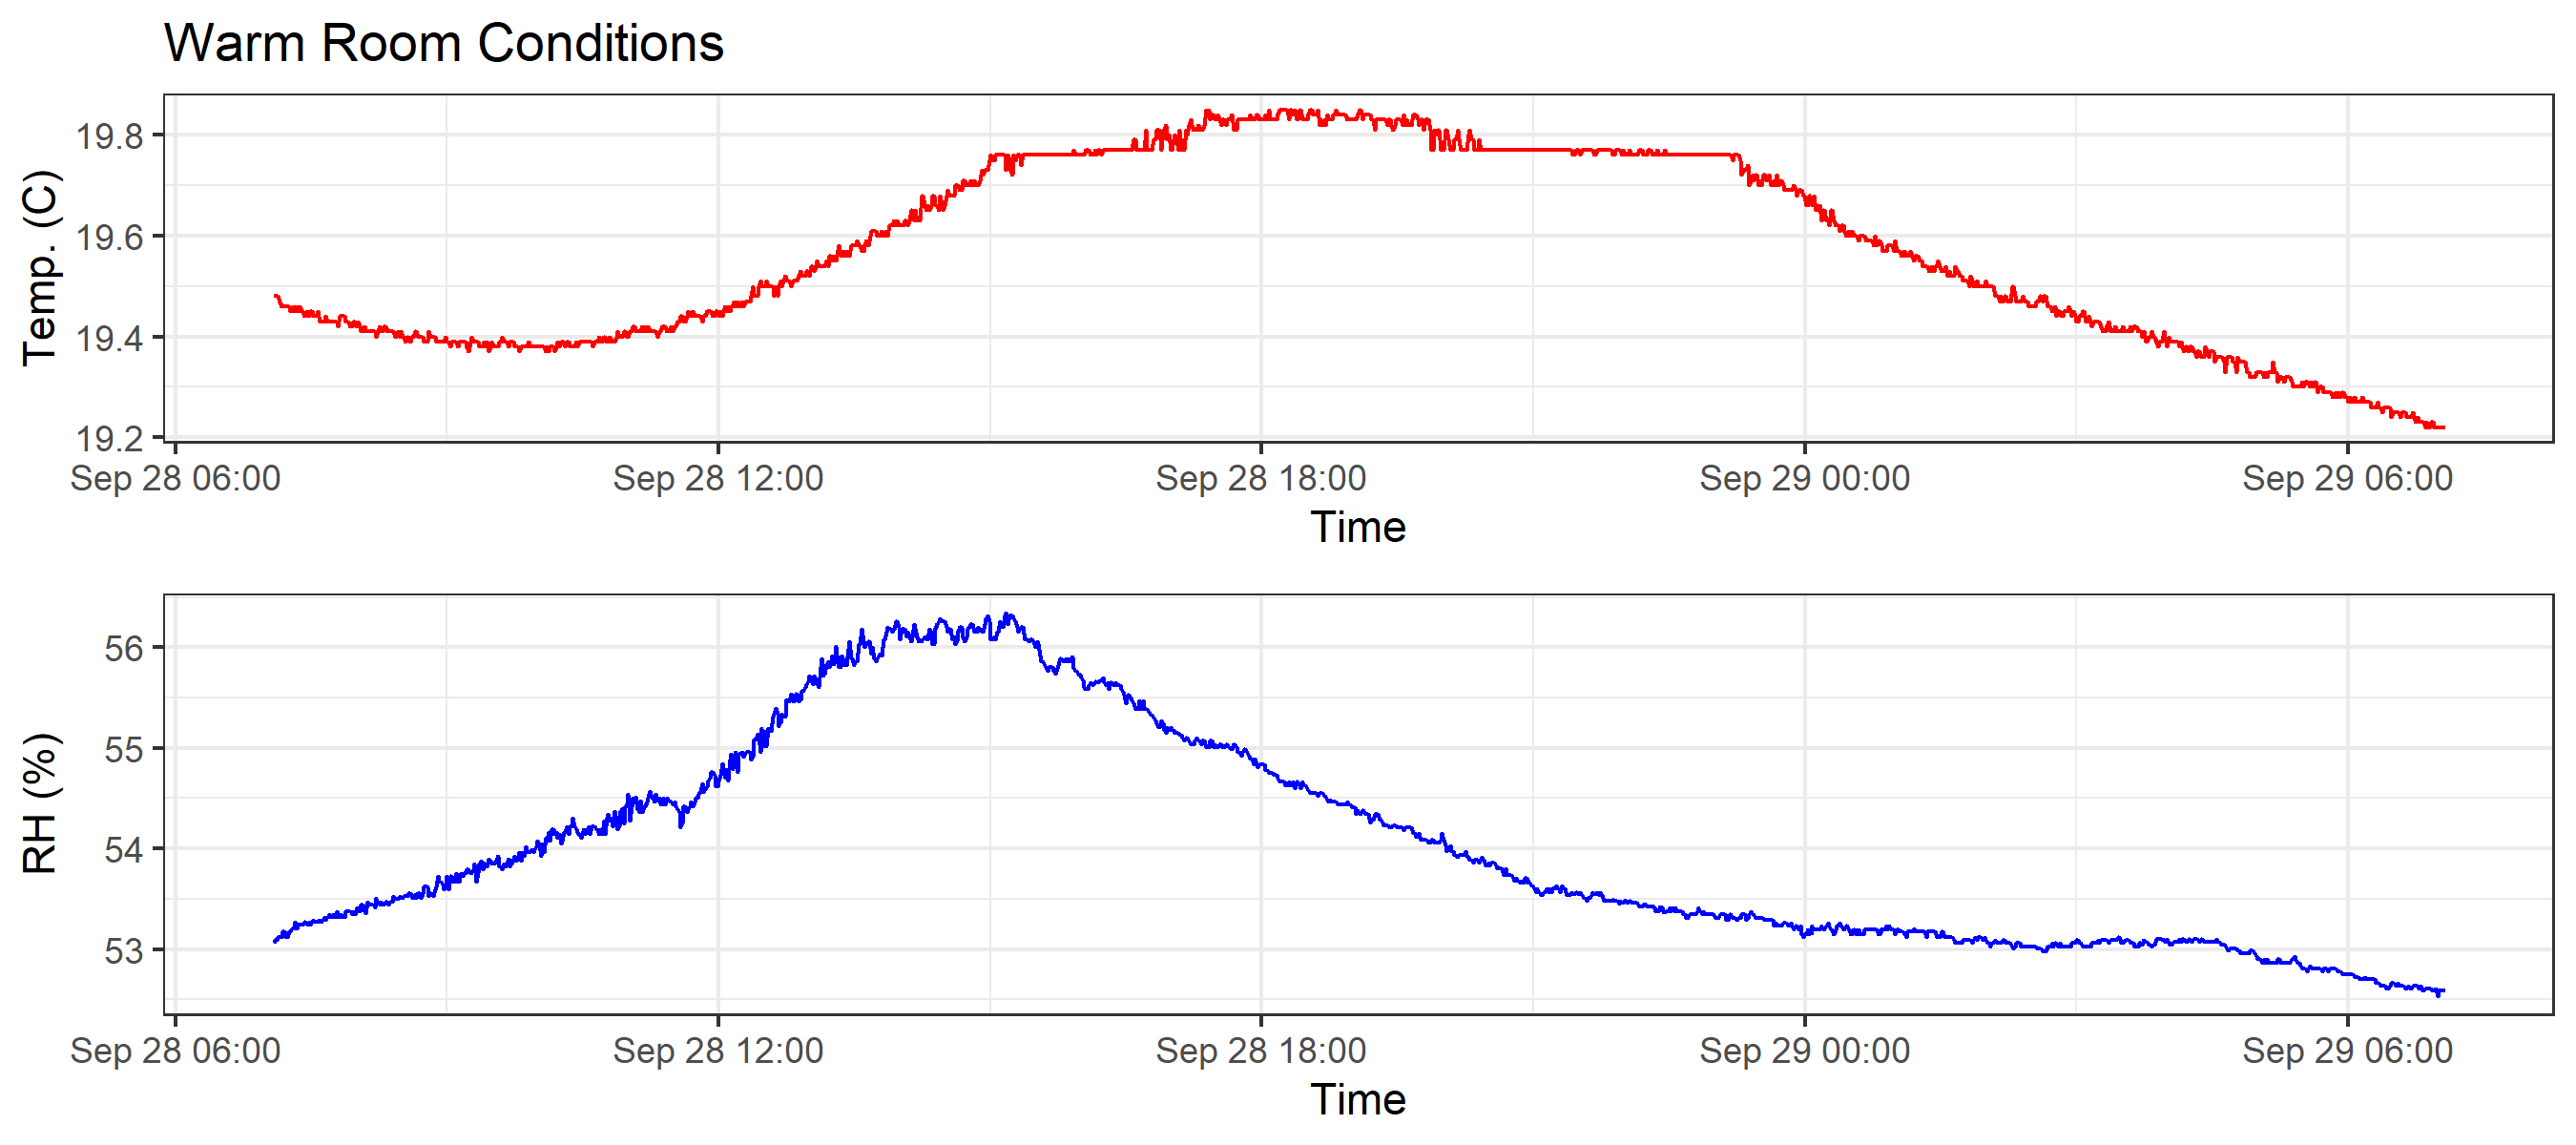 Warm Room Conditions
Temp. (C)
19.8
19.6
19.4
19.2
Sep 28 06:00 Sep 28 12:00 Sep 28 18:00 Sep 29 00:00 Sep 29 06:00
Time
RH (%)
56
55
54
53
Sep 28 06:00 Sep 28 12:00 Sep 28 18:00 Sep 29 00:00 Sep 29 06:00
Time